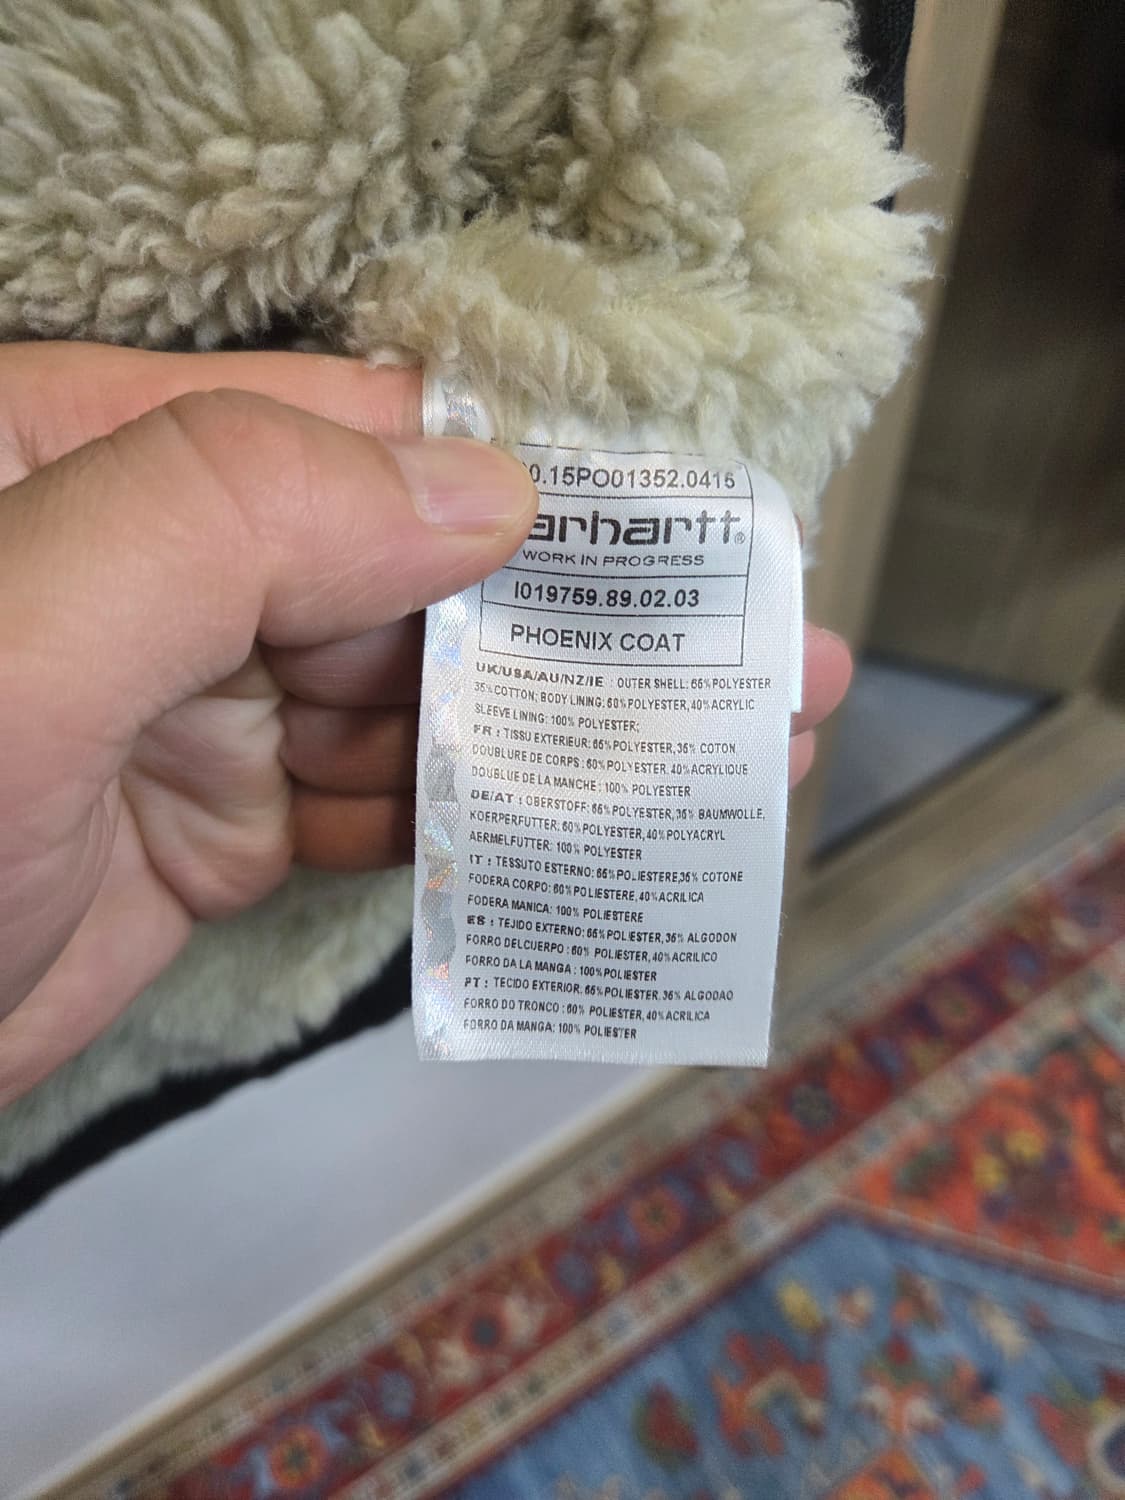 0.15PO01352.0416
arhartt®
WORK IN PROGRESS
I019759.89.02.03
PHOENIX COAT
UK/USA/AU/NZ/IE : OUTER SHELL: 65%POLYESTER
35%COTTON; BODY LINING: 60%POLYESTER, 40%ACRYLIC
SLEEVE LINING: 100% POLYESTER;
FR : TISSU EXTERIEUR: 65%POLYESTER, 35% COTON
DOUBLURE DE CORPS: 60%POLYESTER. 40%ACRYLIQUE
DOUBLUE DE LA MANCHE: 100% POLYESTER
DE/AT : OBERSTOFF: 65%POLYESTER, 35% BAUMWOLLE,
KOERPERFUTTER: 60%POLYESTER, 40%POLYACRYL
AERMELFUTTER: 100% POLYESTER
IT : TESSUTO ESTERNO: 65%POLIESTERE,35% COTONE
FODERA CORPO: 60%POLIESTERE, 40%ACRILICA
FODERA MANICA: 100% POLIESTERE
ES : TEJIDO EXTERNO: 65%POLIESTER, 35% ALGODON
FORRO DELCUERPO : 60% POLIESTER, 40%ACRILICO
FORRO DA LA MANGA : 100%POLIESTER
PT : TECIDO EXTERIOR: 65%POLIESTER. 35% ALGODAO
FORRO DO TRONCO : 60% POLIESTER, 40%ACRILICA
FORRO DA MANGA: 100% POLIESTER